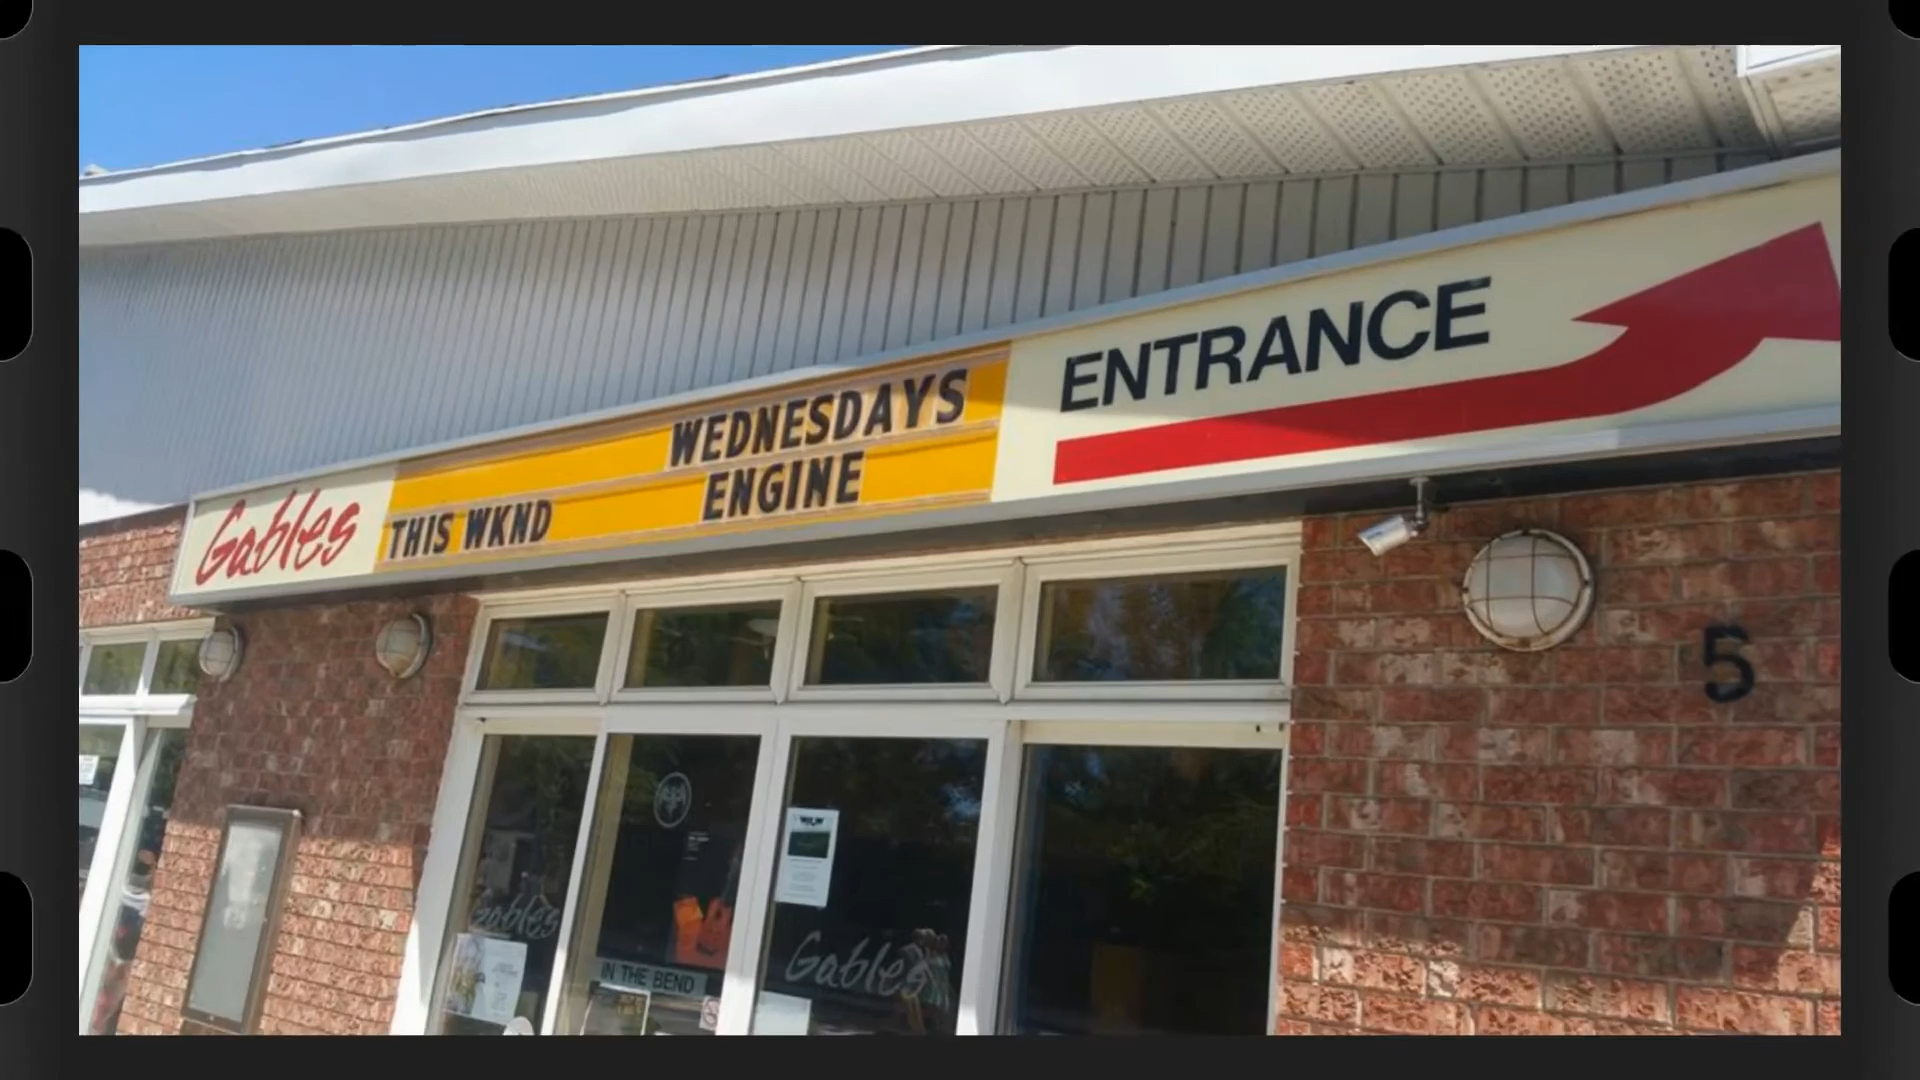 Gables
WEDNESDAYS
THIS WKND ENGINE
ENTRANCE
5
Gables
IN THE BEND
Gables